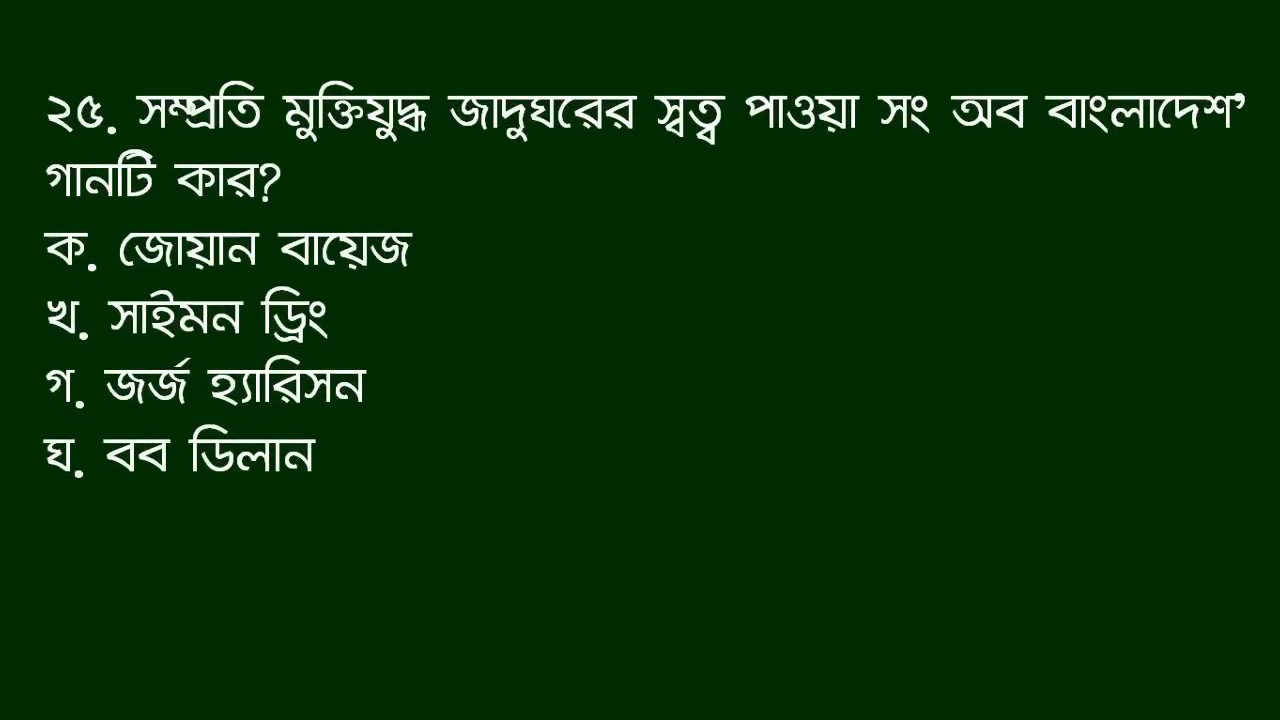 ২৫. সম্প্রতি মুক্তিযুদ্ধ জাদুঘরের স্বত্ব পাওয়া সং অব বাংলাদেশ’
গানটি কার?
ক. জোয়ান বায়েজ
খ. সাইমন ড্রিং
গ. জর্জ হ্যারিসন
ঘ. বব ডিলান